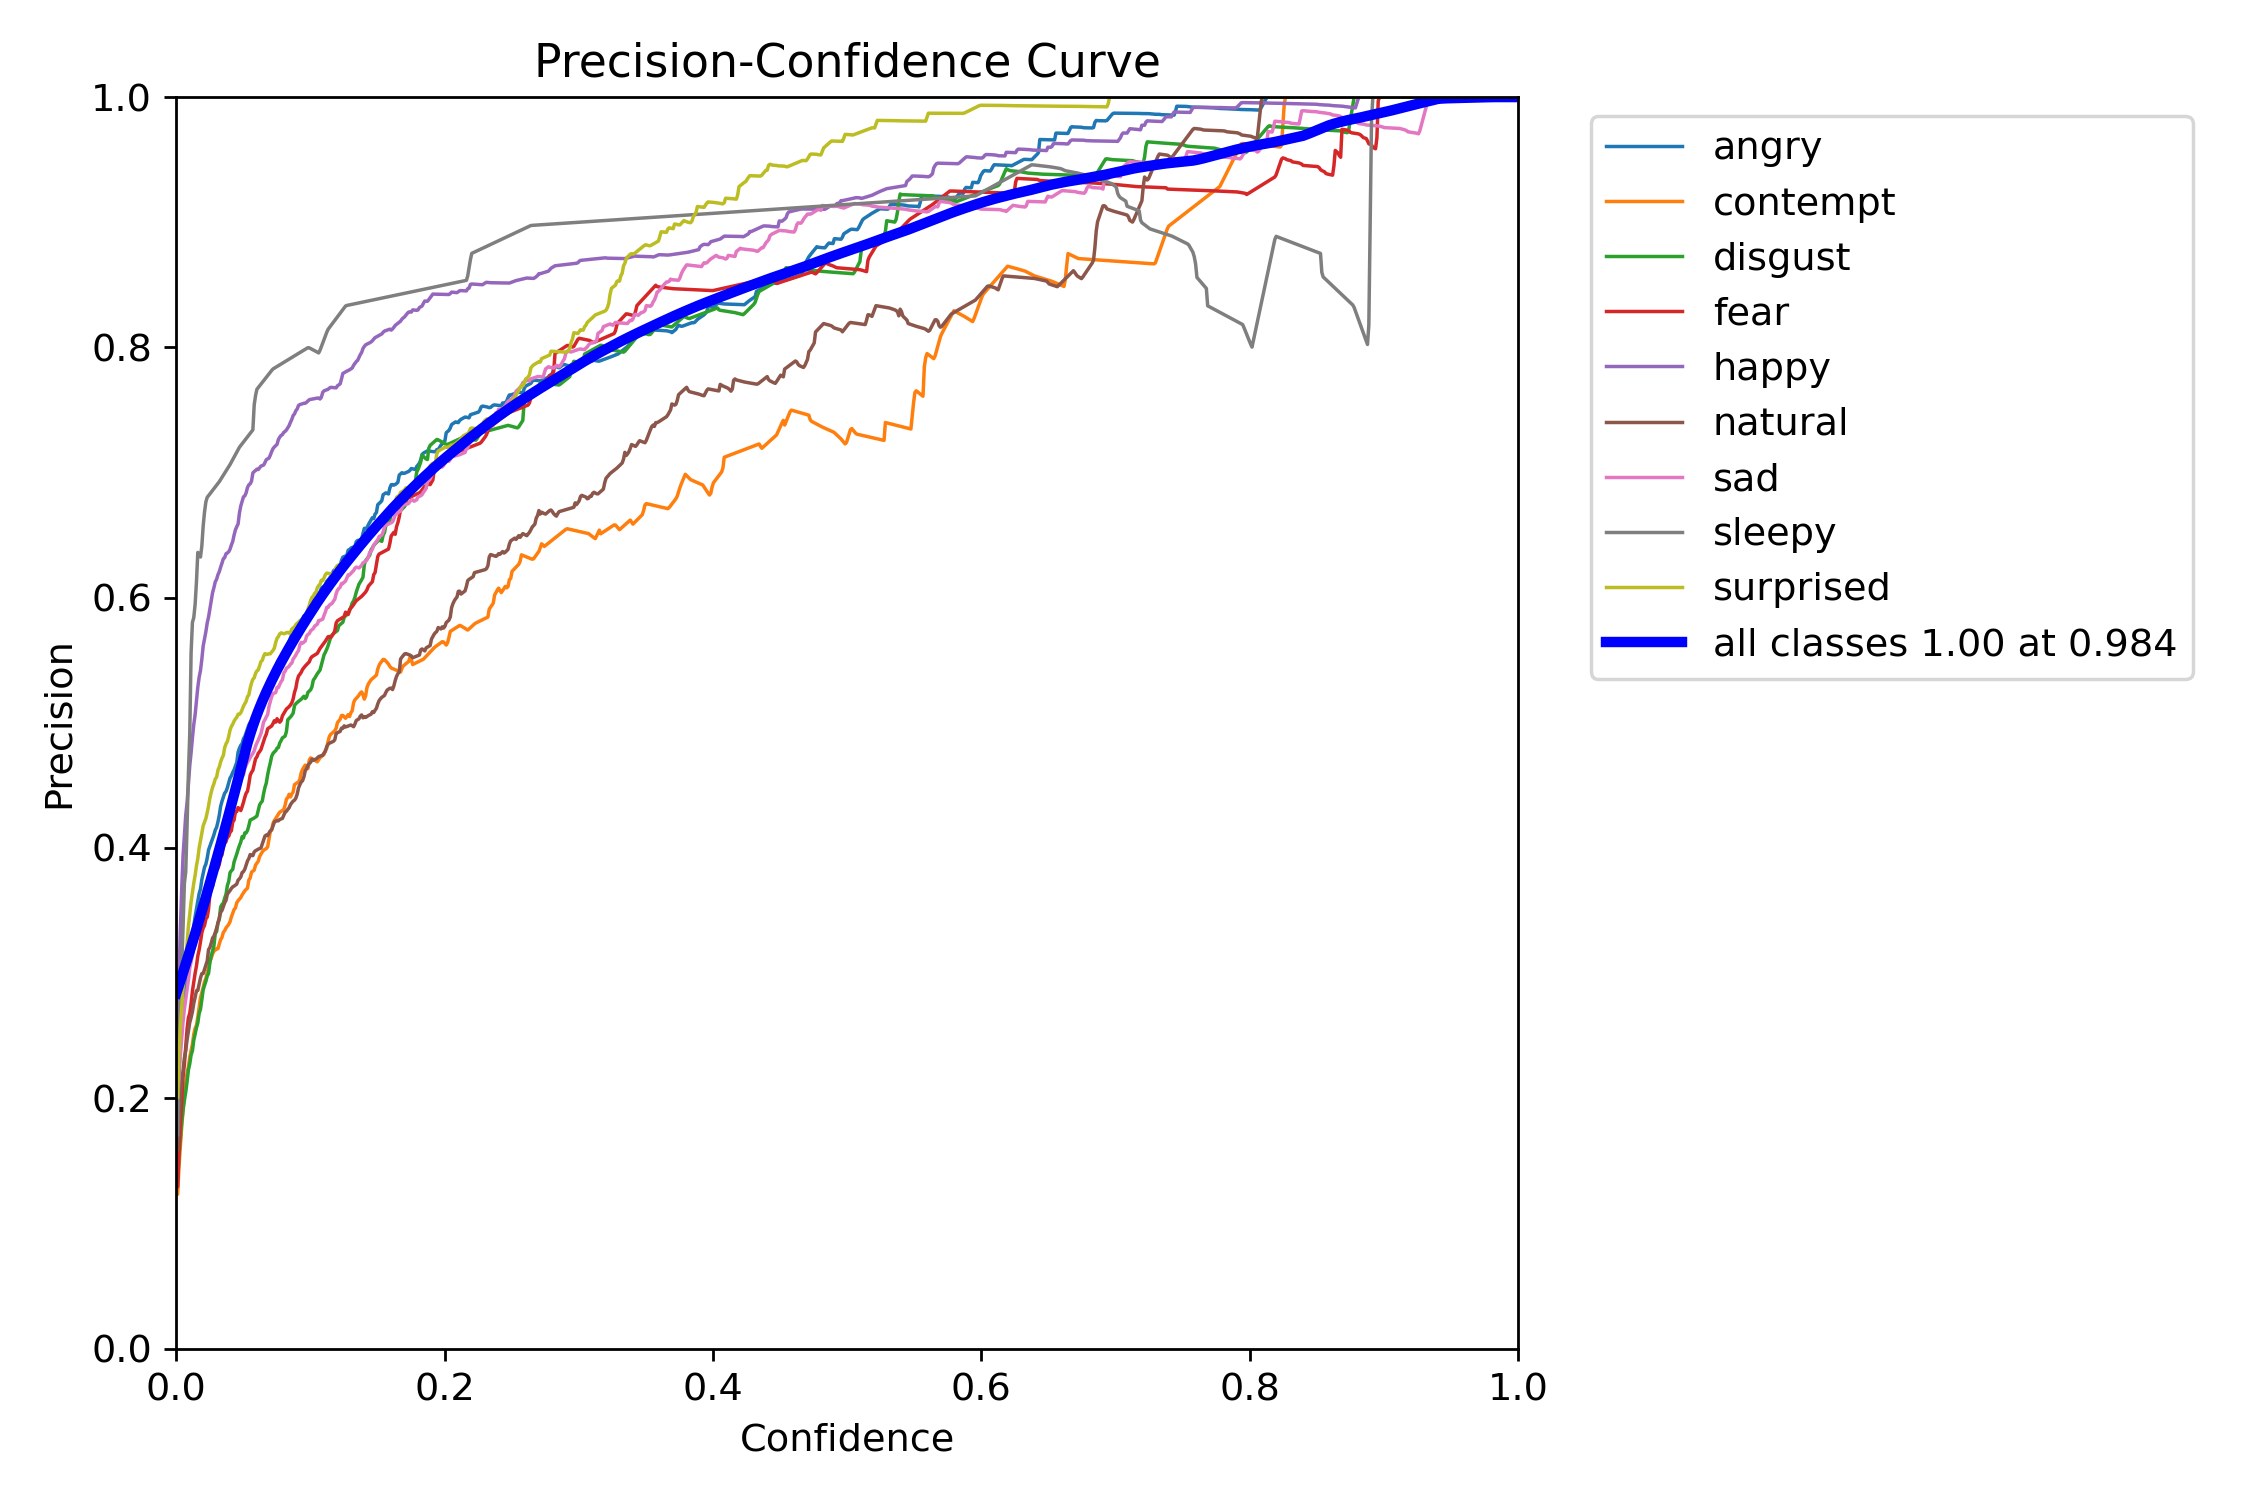 Precision-Confidence Curve
1.0
0.8
0.6
0.4
0.2
0.0
Precision
0.0 0.2 0.4 0.6 0.8 1.0
Confidence
angry
contempt
disgust
fear
happy
natural
sad
sleepy
surprised
all classes 1.00 at 0.984